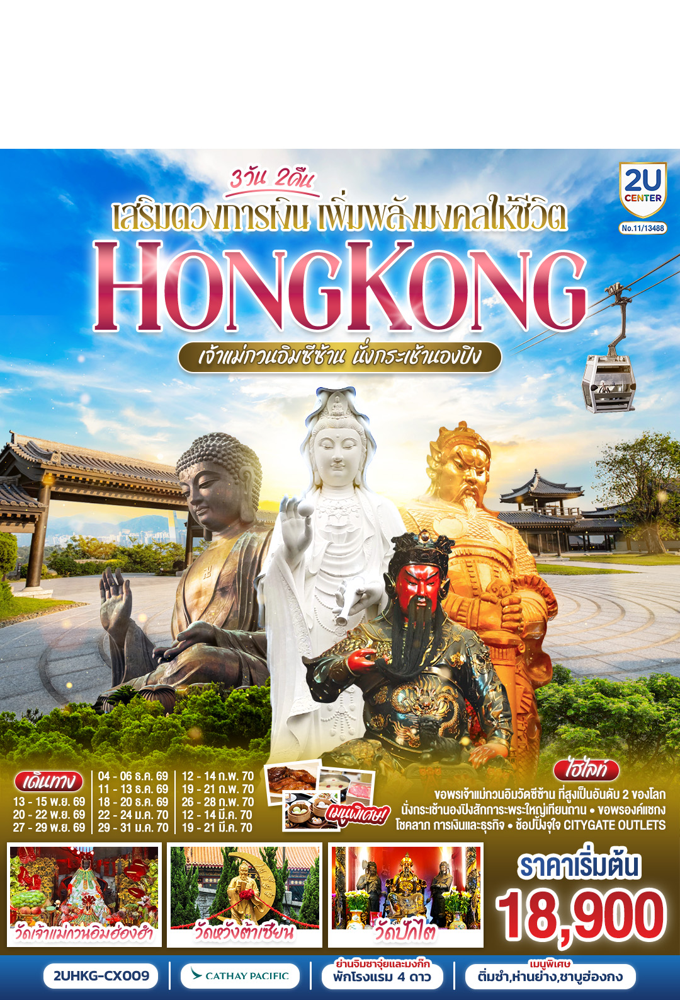 3วัน 2คืน
2U
CENTER
No.11/13488
เสริมดวงการเงิน เพิ่มพลังมงคลให้ชีวิต
HONGKONG
เจ้าแม่กวนอิมซีซ้าน นั่งกระเช้านองปิง
เดินทาง
13 - 15 พ.ย. 69
20 - 22 พ.ย. 69
27 - 29 พ.ย. 69
04 - 06 ธ.ค. 69
11 - 13 ธ.ค. 69
18 - 20 ธ.ค. 69
22 - 24 ม.ค. 70
29 - 31 ม.ค. 70
12 - 14 ก.พ. 70
19 - 21 ก.พ. 70
26 - 28 ก.พ. 70
12 - 14 มี.ค. 70
19 - 21 มี.ค. 70
เมนูพิเศษ!
ไฮไลท์
ขอพรเจ้าแม่กวนอิมวัดซีซ้าน ที่สูงเป็นอันดับ 2 ของโลก
นั่งกระเช้านองปิงสักการะพระใหญ่เทียนถาน • ขอพรองค์แชกง
โชคลาภ การเงินและธุรกิจ • ช้อปปิ้งจุใจ CITYGATE OUTLETS
วัดเจ้าแม่กวนอิมฮ่องฮำ
วัดหวังต้าเซียน
วัดปักไต
ราคาเริ่มต้น
18,900
2UHKG-CX009
CATHAY PACIFIC
ย่านจิมซาจุ่ยและมงก๊ก
พักโรงแรม 4 ดาว
เมนูพิเศษ
ติ่มซำ,ห่านย่าง,ชาบูฮ่องกง